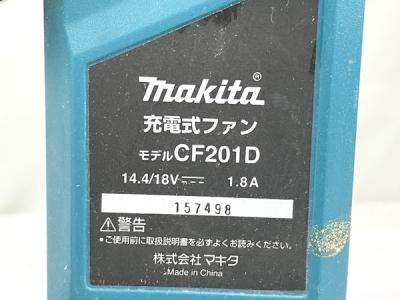 makita®
充電式ファン
モデルCF201D
14.4/18V⎓ 1.8A
157498
⚠警告
●ご使用前に取扱説明書を必ずよくお読みください。
株式会社マキタ
Made in China